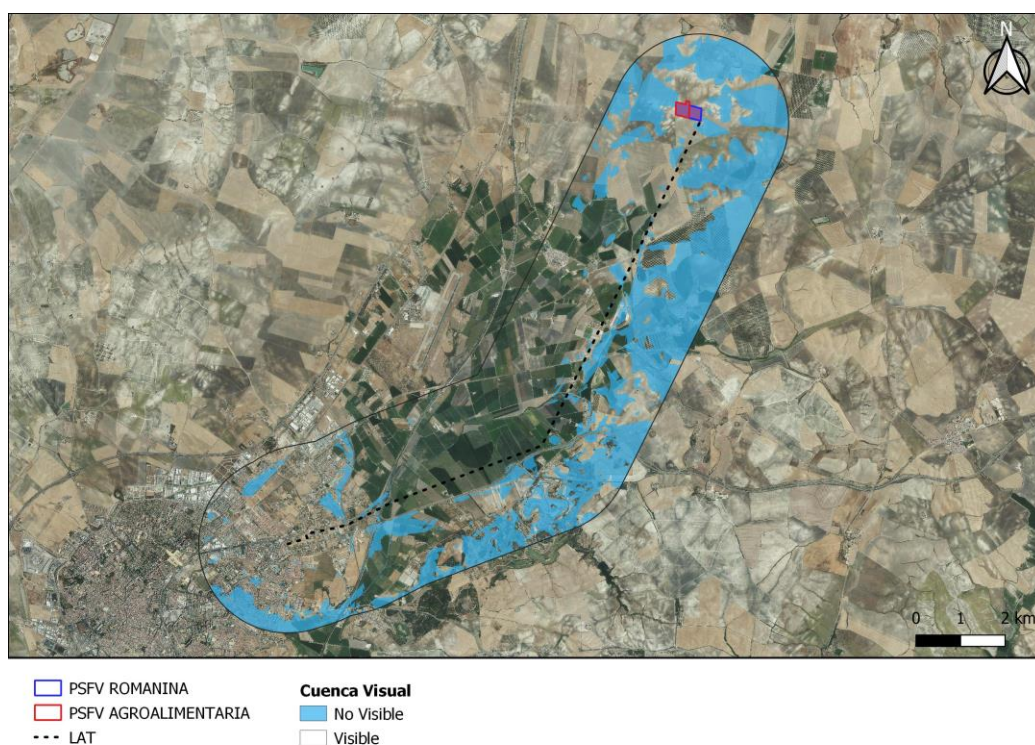 N
0 1 2 km
PSFV ROMANINA
PSFV AGROALIMENTARIA
LAT
Cuenca Visual
No Visible
Visible